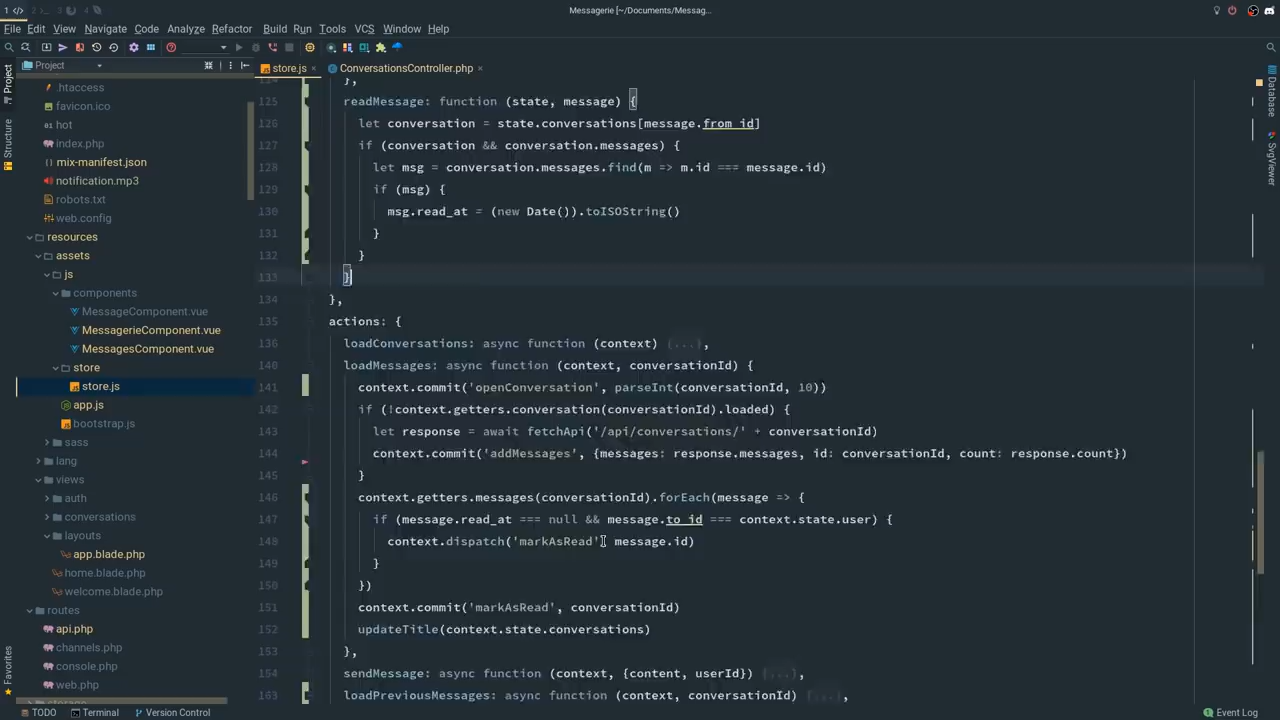 1 </> 2 3 4
Messagerie [~/Documents/Messag...
File Edit View Navigate Code Analyze Refactor Tools Build Run VCS Window Help
Project
store.js × ConversationsController.php ×
Project
Structure
Favorites
.htaccess
favicon.ico
hot
index.php
mix-manifest.json
notification.mp3
robots.txt
web.config
resources
assets
js
components
MessageComponent.vue
MessagerieComponent.vue
MessagesComponent.vue
store
store.js
app.js
bootstrap.js
sass
lang
views
auth
conversations
layouts
app.blade.php
home.blade.php
welcome.blade.php
routes
api.php
channels.php
console.php
web.php
storage
124 },
125 readMessage: function (state, message) {
126 let conversation = state.conversations[message.from_id]
127 if (conversation && conversation.messages) {
128 let msg = conversation.messages.find(m => m.id === message.id)
129 if (msg) {
130 msg.read_at = (new Date()).toISOString()
131 }
132 }
133 }
134 },
135 actions: {
136 loadConversations: async function (context) {...},
140 loadMessages: async function (context, conversationId) {
141 context.commit('openConversation', parseInt(conversationId, 10))
142 if (!context.getters.conversation(conversationId).loaded) {
143 let response = await fetchApi('/api/conversations/' + conversationId)
144 context.commit('addMessages', {messages: response.messages, id: conversationId, count: response.count})
145 }
146 context.getters.messages(conversationId).forEach(message => {
147 if (message.read_at === null && message.to_id === context.state.user) {
148 context.dispatch('markAsRead', message.id)
149 }
150 })
151 context.commit('markAsRead', conversationId)
152 updateTitle(context.state.conversations)
153 },
154 sendMessage: async function (context, {content, userId}) {...},
163 loadPreviousMessages: async function (context, conversationId) {...},
Database
SvgViewer
TODO Terminal Version Control Event Log